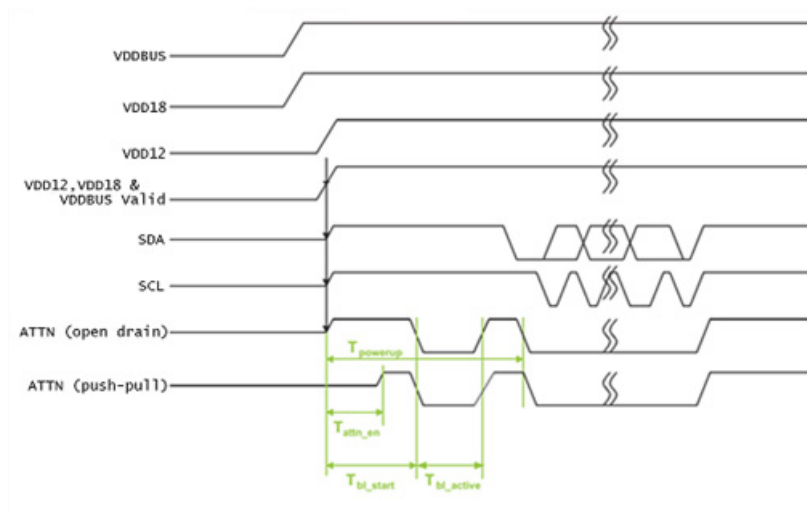 VDDBUS
VDD18
VDD12
VDD12,VDD18 &
VDDBUS Valid
SDA
SCL
ATTN (open drain)
Tpowerup
ATTN (push-pull)
Tattn_en
Tbl_start
Tbl_active